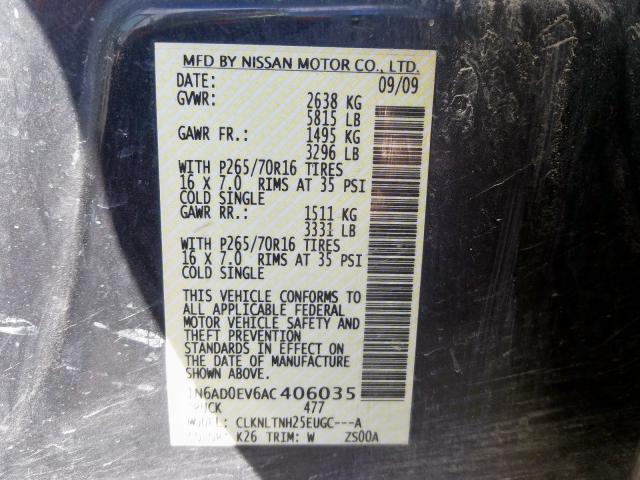 MFD BY NISSAN MOTOR CO., LTD.
DATE: 09/09
GVWR: 2638 KG
5815 LB
GAWR FR.: 1495 KG
3296 LB
WITH P265/70R16 TIRES
16 X 7.0 RIMS AT 35 PSI
COLD SINGLE
GAWR RR.: 1511 KG
3331 LB
WITH P265/70R16 TIRES
16 X 7.0 RIMS AT 35 PSI
COLD SINGLE
THIS VEHICLE CONFORMS TO
ALL APPLICABLE FEDERAL
MOTOR VEHICLE SAFETY AND
THEFT PREVENTION
STANDARDS IN EFFECT ON
THE DATE OF MANUFACTURE
SHOWN ABOVE.
1N6AD0EV6AC406035
TRUCK 477
MODEL: CLKNLTNH25EUGC---A
COLOR: K26 TRIM: W ZS00A